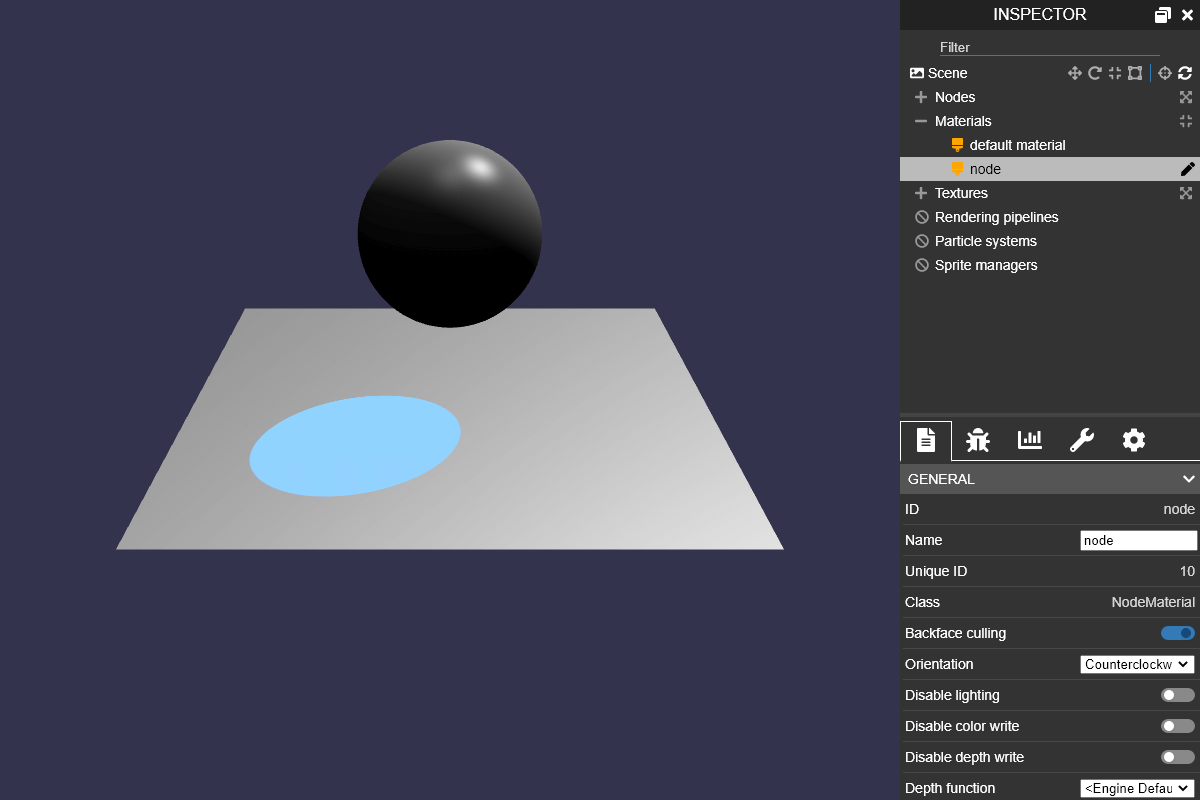 INSPECTOR
Filter
Scene
Nodes
Materials
default material
node
Textures
Rendering pipelines
Particle systems
Sprite managers
GENERAL
ID node
Name node
Unique ID 10
Class NodeMaterial
Backface culling
Orientation Counterclockw
Disable lighting
Disable color write
Disable depth write
Depth function <Engine Defau